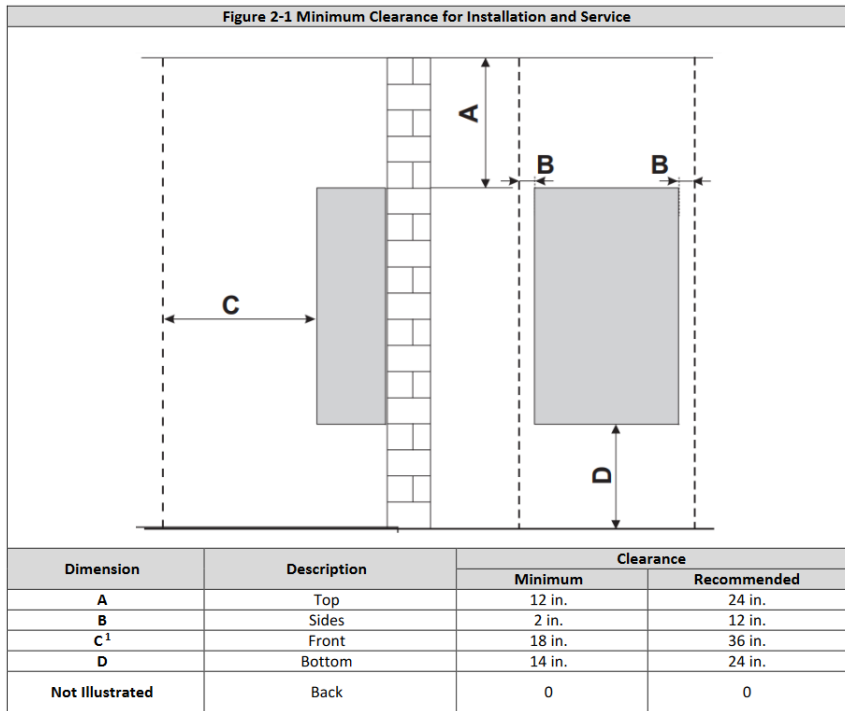 Figure 2-1 Minimum Clearance for Installation and Service
A
B B
C
D
Dimension Description Clearance
Minimum Recommended
A Top 12 in. 24 in.
B Sides 2 in. 12 in.
C ¹ Front 18 in. 36 in.
D Bottom 14 in. 24 in.
Not Illustrated Back 0 0